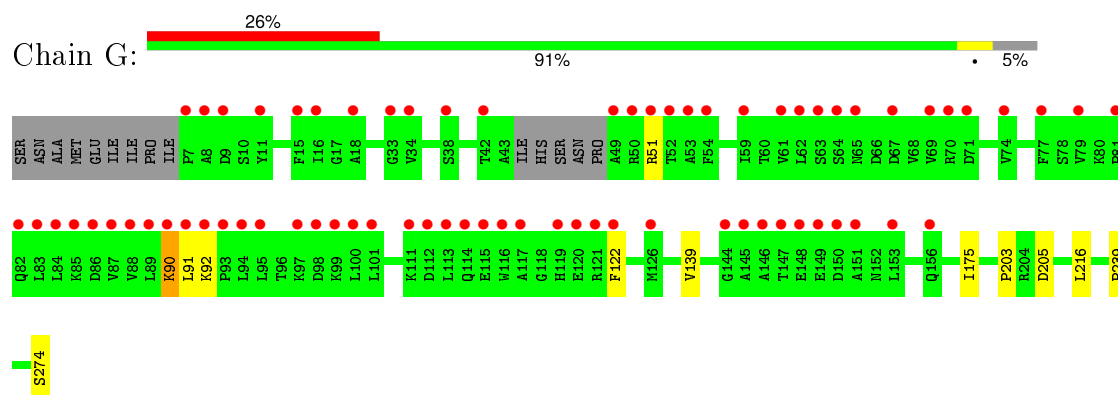 26%
Chain G:
91% • 5%
SER ASN ALA MET GLU ILE ILE PRO ILE P7 A8 D9 S10 Y11 F15 I16 G17 A18 G33 V34 S38 T42 A43 ILE HIS SER ASN PRO A49 R50 R51 T52 A53 F54 I59 T60 V61 L62 S63 S64 N65 D66 D67 V68 V69 R70 D71 V74 F77 S78 V79 K80
Q82 L83 L84 K85 D86 V87 V88 L89 K90 L91 K92 P93 L94 L95 T96 K97 D98 K99 L100 L101 K111 D112 L113 Q114 E115 W116 A117 G118 H119 E120 R121 F122 M126 V139 G144 A145 A146 T147 E148 E149 D150 A151 N152 L153 Q156 I175 P203 R204 D205 L216
S274